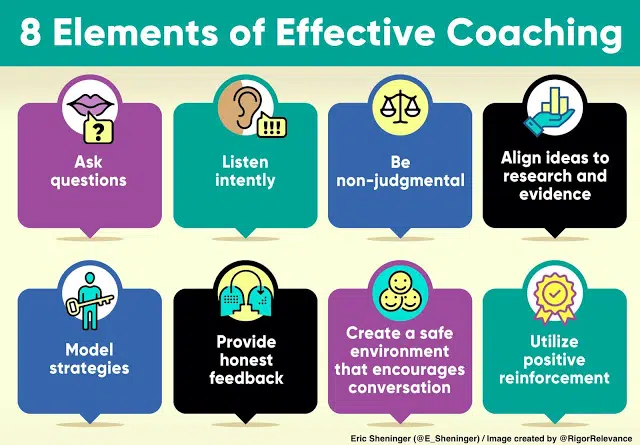 8 Elements of Effective Coaching
?
!!!
Ask
questions
Listen
intently
Be
non-judgmental
Align ideas to
research and
evidence
Model
strategies
Provide
honest
feedback
Create a safe
environment
that encourages
conversation
Utilize
positive
reinforcement
Eric Sheninger (@E_Sheninger) / Image created by @RigorRelevance